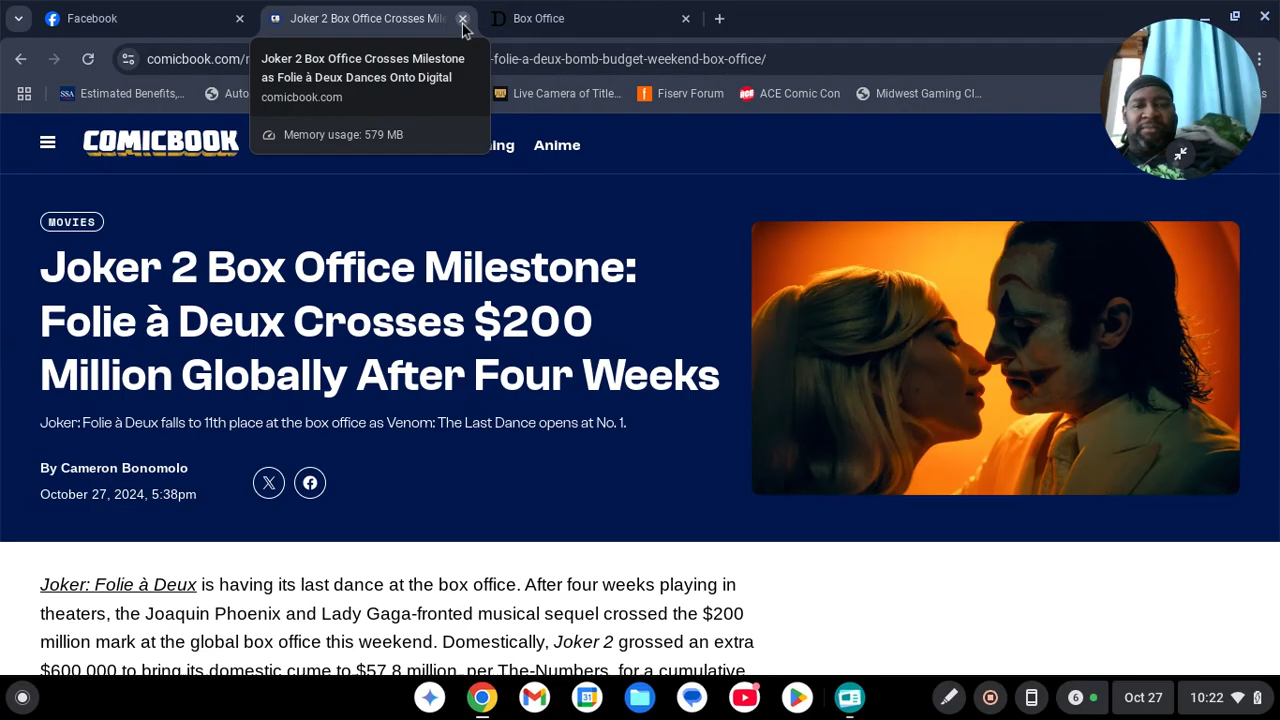 Facebook
Joker 2 Box Office Crosses Mile
Box Office
comicbook.com/
-folie-a-deux-bomb-budget-weekend-box-office/
Joker 2 Box Office Crosses Milestone
as Folie à Deux Dances Onto Digital
comicbook.com
Memory usage: 579 MB
SSA
Estimated Benefits,...
Auto
Live Camera of Title...
Fiserv Forum
ACE
ACE Comic Con
Midwest Gaming Cl...
COMICBOOK
ing
Anime
MOVIES
Joker 2 Box Office Milestone:
Folie à Deux Crosses $200
Million Globally After Four Weeks
Joker: Folie à Deux falls to 11th place at the box office as Venom: The Last Dance opens at No. 1.
By Cameron Bonomolo
October 27, 2024, 5:38pm
Joker: Folie à Deux is having its last dance at the box office. After four weeks playing in
theaters, the Joaquin Phoenix and Lady Gaga-fronted musical sequel crossed the $200
million mark at the global box office this weekend. Domestically, Joker 2 grossed an extra
$600,000 to bring its domestic cume to $57.8 million, per The-Numbers, for a cumulative
31
6
Oct 27
10:22